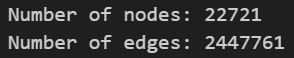 Number of nodes: 22721
Number of edges: 2447761